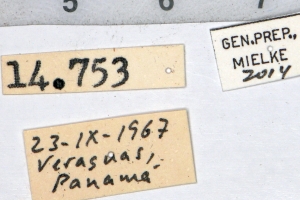 5 6 7
14.753
GEN.PREP.,
MIELKE
2014
23-IX-1967
Veraguas,
Panama